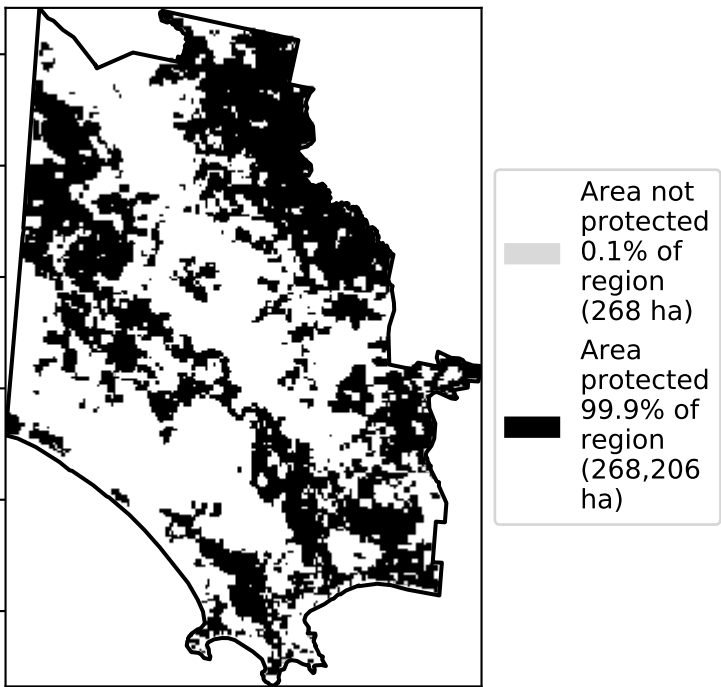 Area not
protected
0.1% of
region
(268 ha)
Area
protected
99.9% of
region
(268,206
ha)